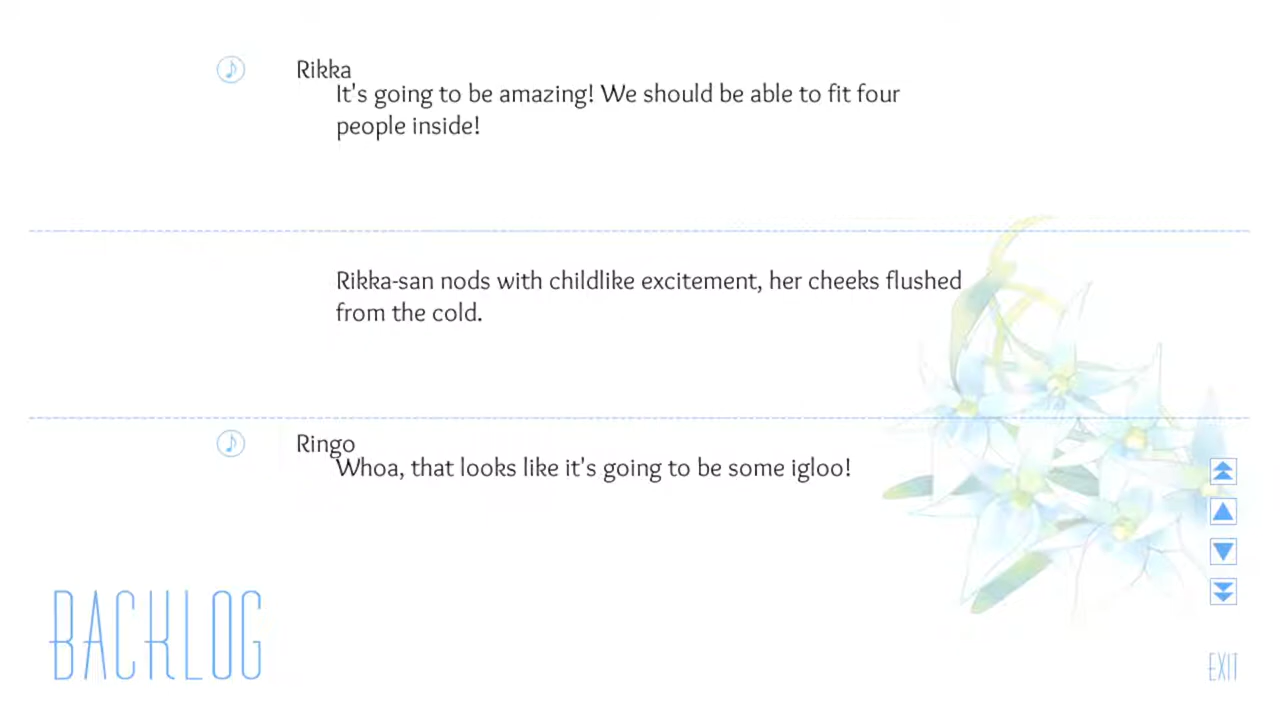 Rikka
It's going to be amazing! We should be able to fit four
people inside!
Rikka-san nods with childlike excitement, her cheeks flushed
from the cold.
Ringo
Whoa, that looks like it's going to be some igloo!
BACKLOG
EXIT